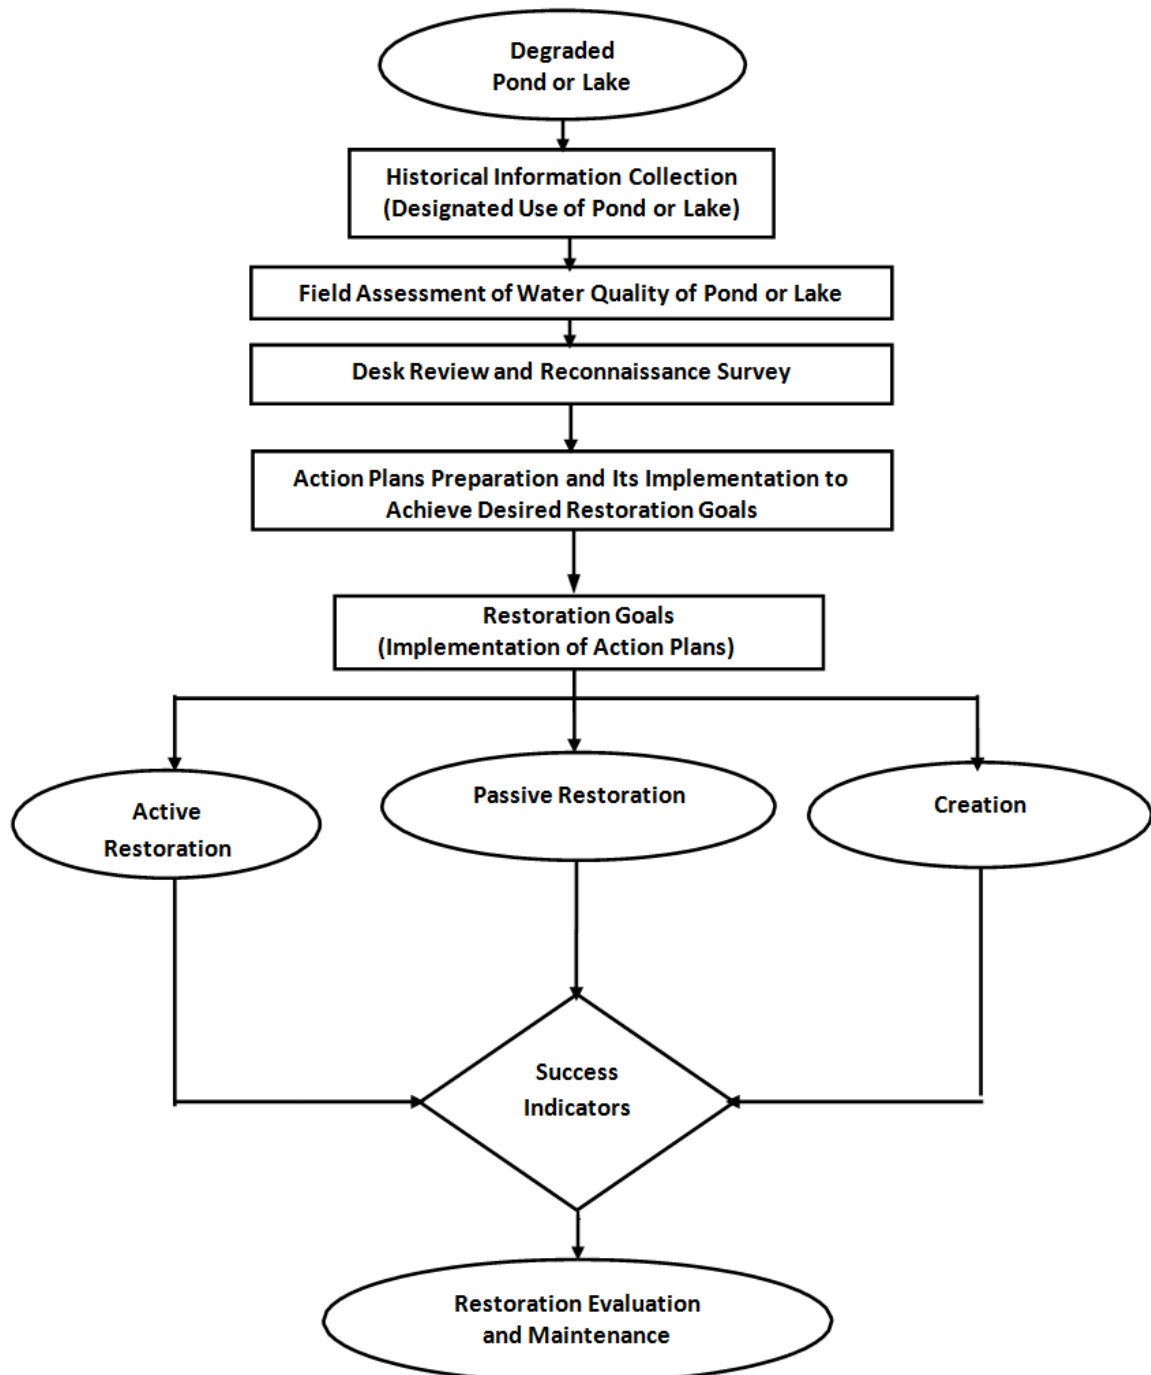 Degraded
Pond or Lake
Historical Information Collection
(Designated Use of Pond or Lake)
Field Assessment of Water Quality of Pond or Lake
Desk Review and Reconnaissance Survey
Action Plans Preparation and Its Implementation to
Achieve Desired Restoration Goals
Restoration Goals
(Implementation of Action Plans)
Active
Restoration
Passive Restoration
Creation
Success
Indicators
Restoration Evaluation
and Maintenance